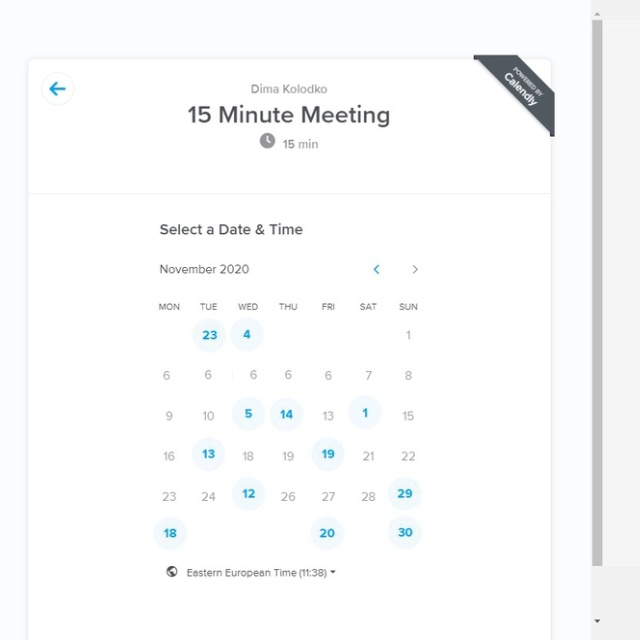 POWERED BY
Calendly
Dima Kolodko
15 Minute Meeting
15 min
Select a Date & Time
November 2020
MON TUE WED THU FRI SAT SUN
23 4 1
6 6 6 6 6 7 8
9 10 5 14 13 1 15
16 13 18 19 19 21 22
23 24 12 26 27 28 29
18 20 30
Eastern European Time (11:38)